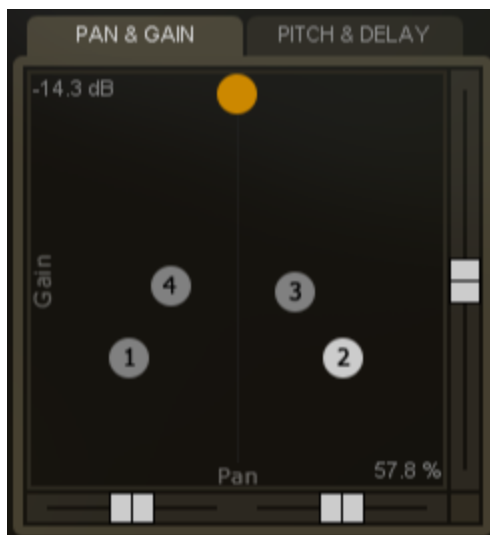 PAN & GAIN
PITCH & DELAY
-14.3 dB
Gain
4
3
1
2
Pan
57.8 %